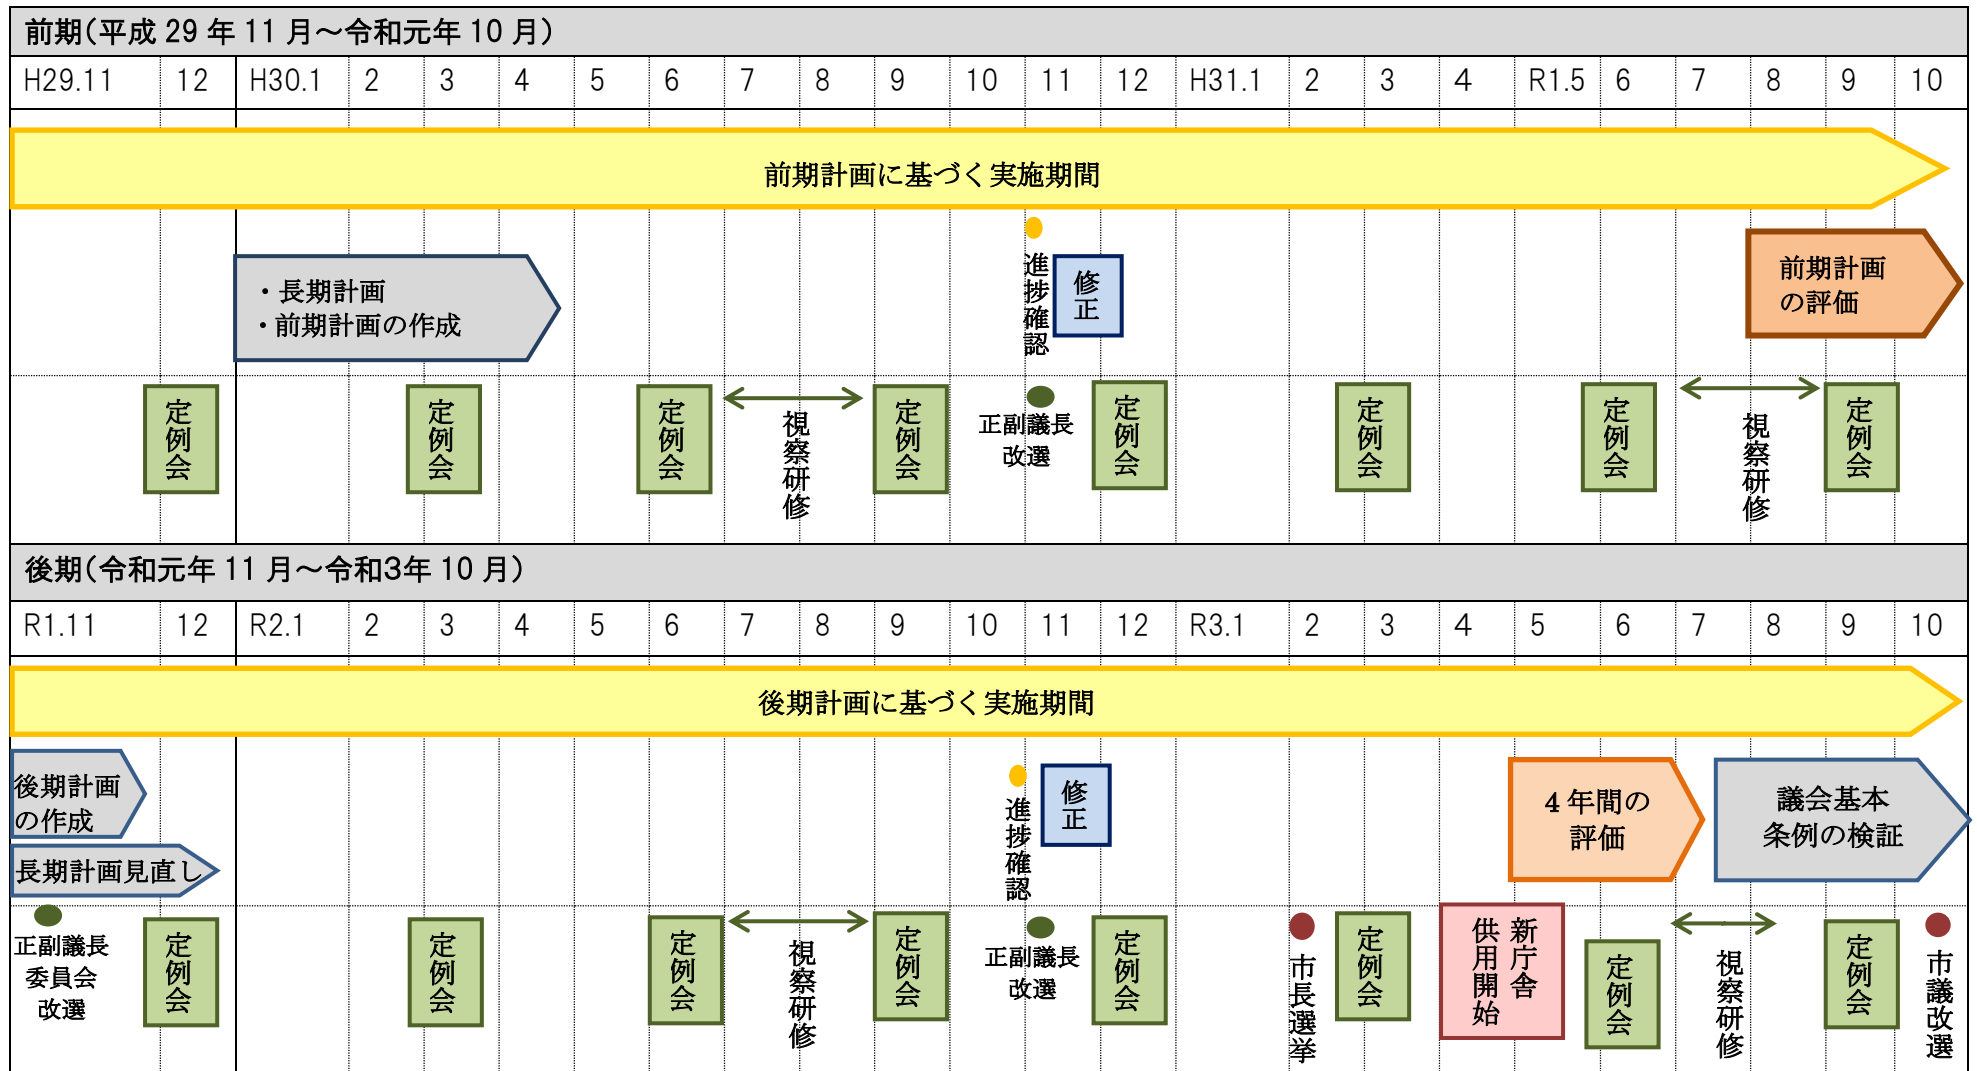 前期（平成 29 年 11 月～令和元年 10 月）
H29.11 12 H30.1 2 3 4 5 6 7 8 9 10 11 12 H31.1 2 3 4 R1.5 6 7 8 9 10
前期計画に基づく実施期間
・長期計画
・前期計画の作成
進捗確認
修正
前期計画
の評価
定例会
定例会
定例会
視察研修
定例会
正副議長
改選
定例会
定例会
定例会
視察研修
定例会
後期（令和元年 11 月～令和3年 10 月）
R1.11 12 R2.1 2 3 4 5 6 7 8 9 10 11 12 R3.1 2 3 4 5 6 7 8 9 10
後期計画に基づく実施期間
後期計画
の作成
長期計画見直し
進捗確認
修正
4 年間の
評価
議会基本
条例の検証
正副議長
委員会
改選
定例会
定例会
定例会
視察研修
定例会
正副議長
改選
定例会
市長選挙
定例会
新庁舎
供用開始
定例会
視察研修
定例会
市議改選